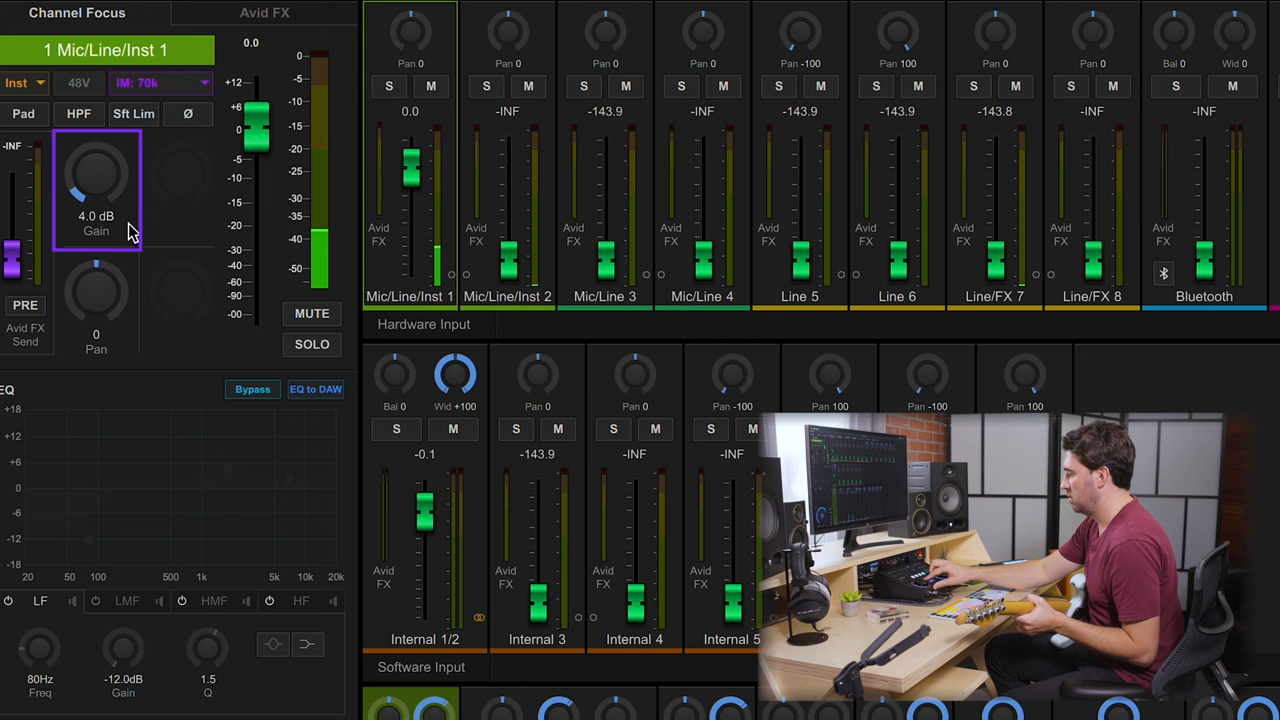 Channel Focus
Avid FX
1 Mic/Line/Inst 1
Inst
48V
IM: 70k
Pad
HPF
Sft Lim
Ø
-INF
4.0 dB
Gain
PRE
Avid FX
Send
0
Pan
0.0
+12
+6
0
-5
-10
-15
-20
-30
-40
-60
-90
-00
0
-5
-10
-15
-20
-25
-30
-35
-40
-50
MUTE
SOLO
EQ
Bypass
EQ to DAW
+18
+12
+6
0
-6
-12
-18
20
50
100
500
1k
5k
10k
20k
LF
LMF
HMF
HF
80Hz
Freq
-12.0dB
Gain
1.5
Q
Pan 0
Pan 0
Pan 0
Pan 0
Pan -100
Pan 100
Pan 0
Pan 0
Bal 0
Wid 0
S M
S M
S M
S M
S M
S M
S M
S M
S M
0.0
-INF
-143.9
-INF
-143.9
-143.9
-143.8
-INF
-INF
Avid
FX
Avid
FX
Avid
FX
Avid
FX
Avid
FX
Avid
FX
Avid
FX
Avid
FX
Avid
FX
Mic/Line/Inst 1
Mic/Line/Inst 2
Mic/Line 3
Mic/Line 4
Line 5
Line 6
Line/FX 7
Line/FX 8
Bluetooth
Hardware Input
Bal 0
Wid +100
Pan 0
Pan 0
Pan -100
Pan 100
Pan -100
Pan 100
S M
S M
S M
S M
-0.1
-143.9
-INF
-INF
Avid
FX
Avid
FX
Avid
FX
Avid
FX
Internal 1/2
Internal 3
Internal 4
Internal 5
Software Input